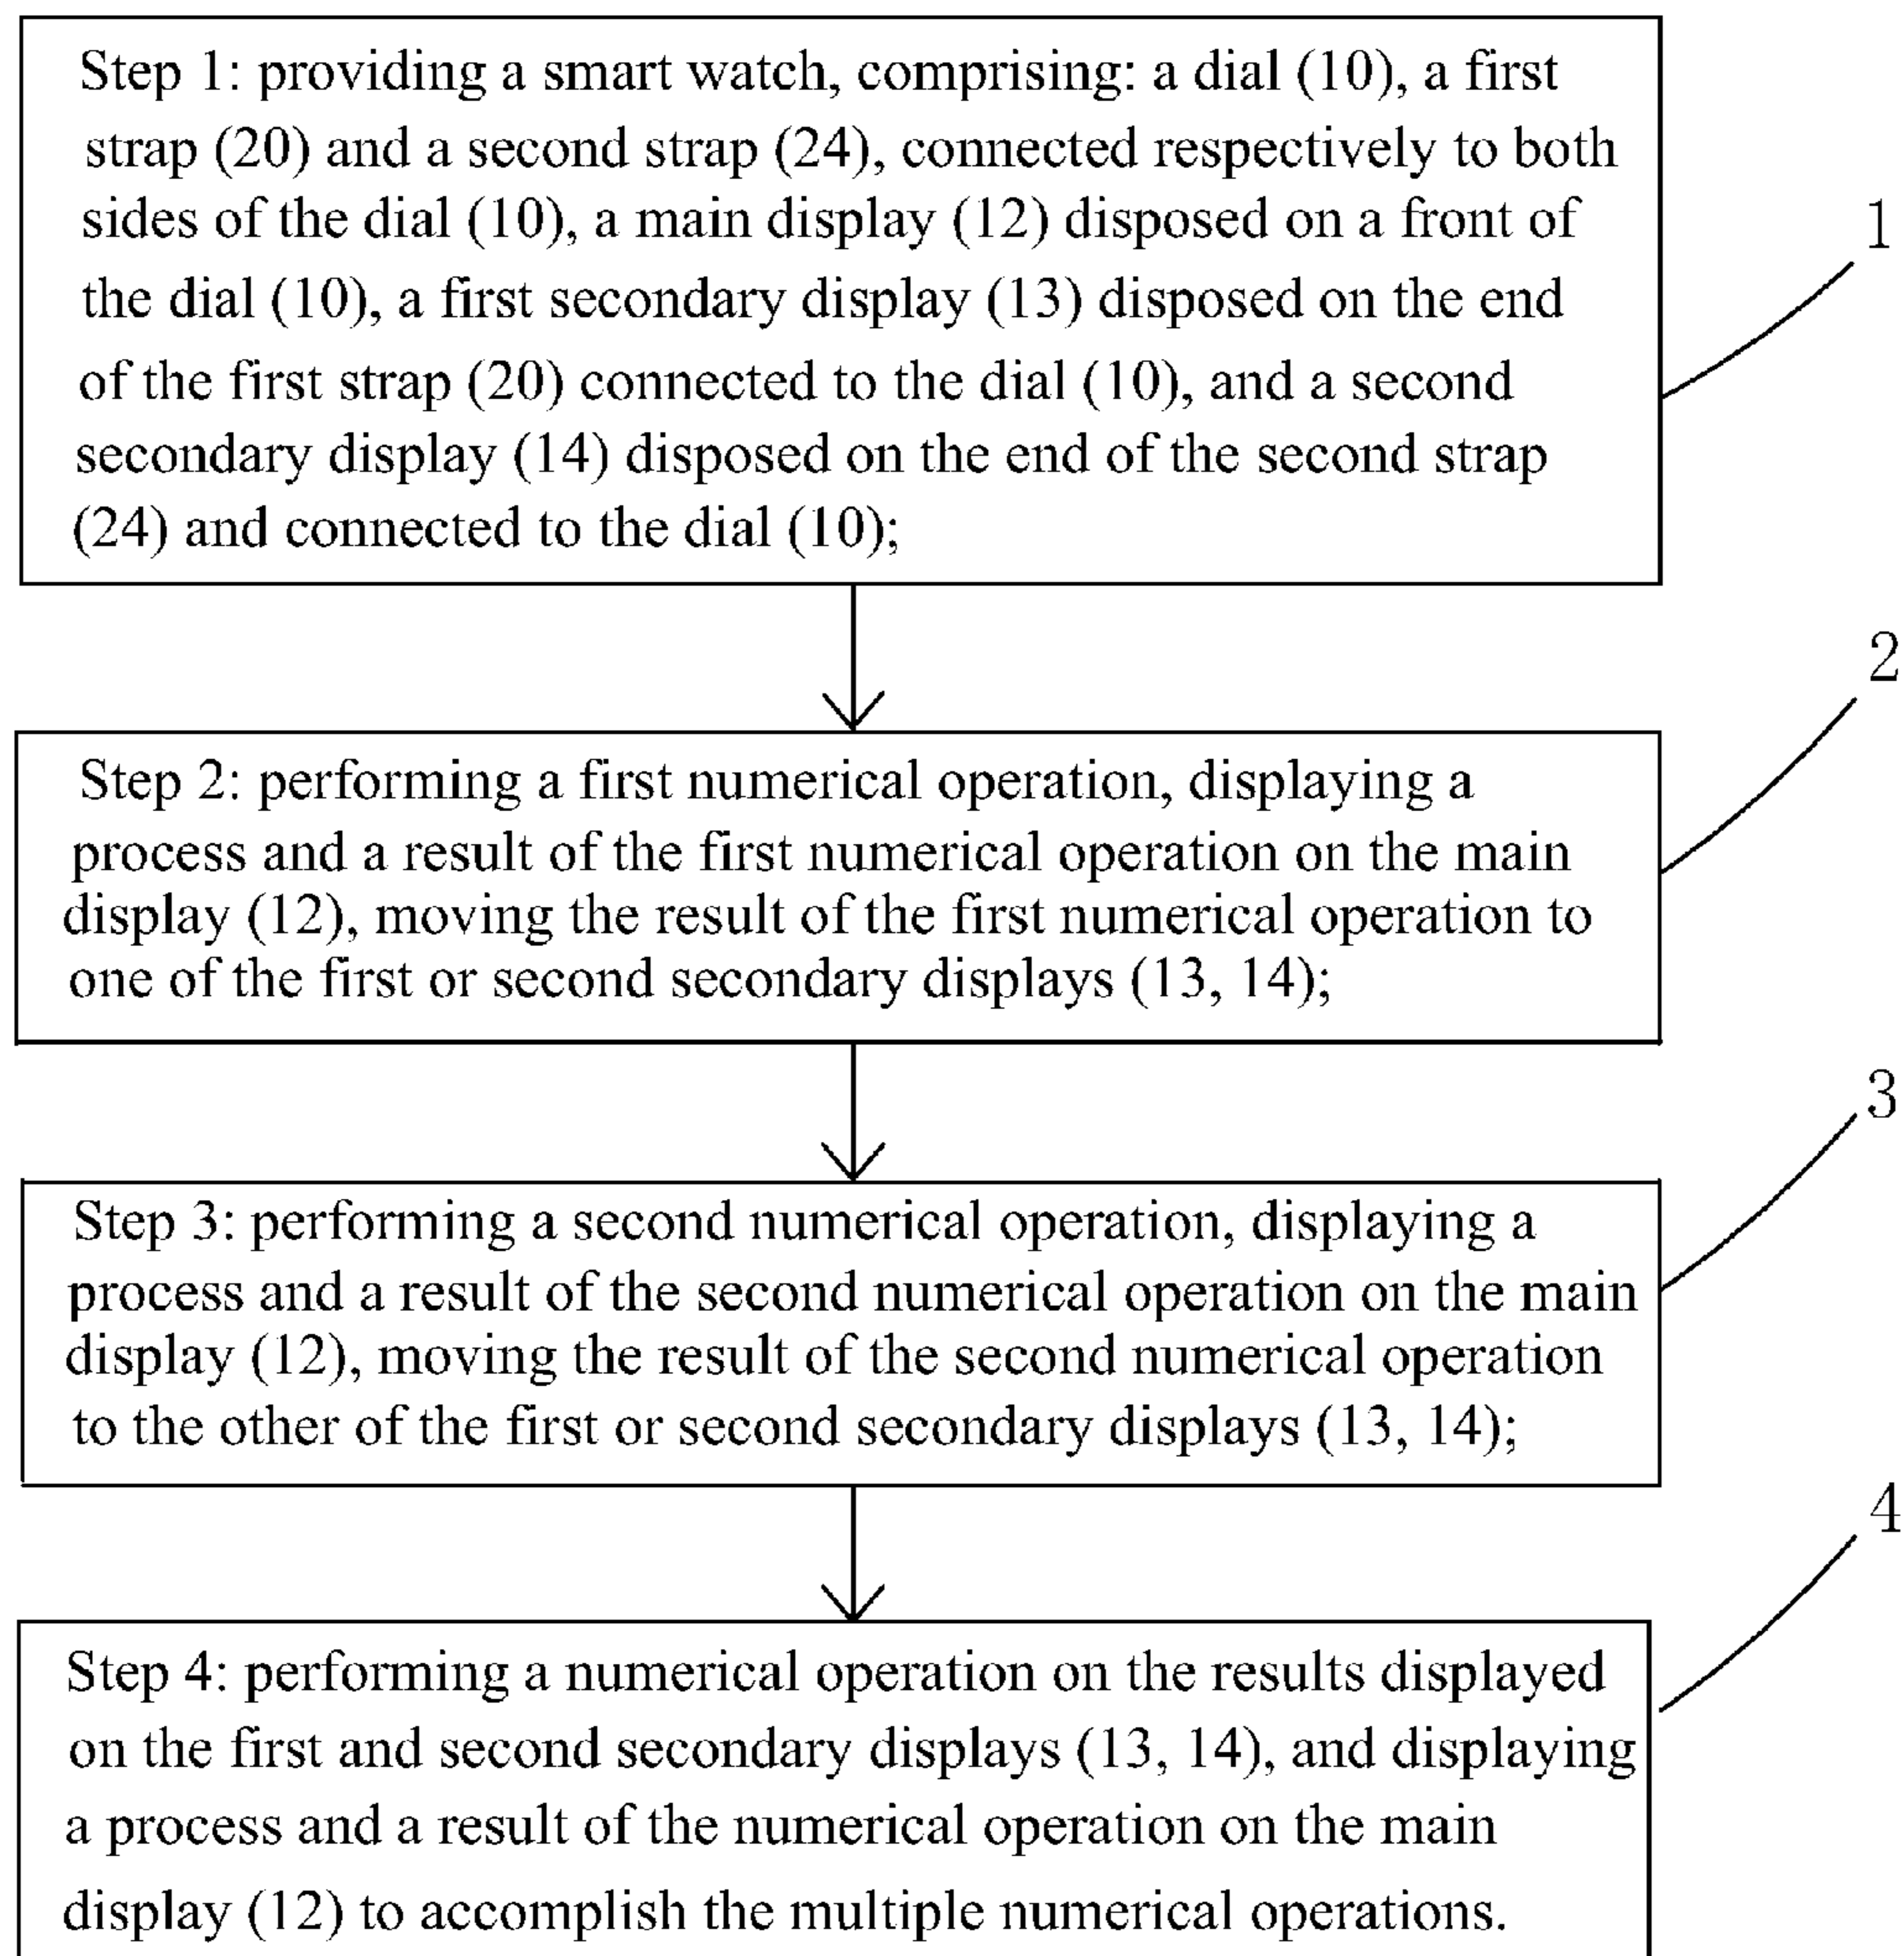 Step 1: providing a smart watch, comprising: a dial (10), a first
strap (20) and a second strap (24), connected respectively to both
sides of the dial (10), a main display (12) disposed on a front of
the dial (10), a first secondary display (13) disposed on the end
of the first strap (20) connected to the dial (10), and a second
secondary display (14) disposed on the end of the second strap
(24) and connected to the dial (10);
1
Step 2: performing a first numerical operation, displaying a
process and a result of the first numerical operation on the main
display (12), moving the result of the first numerical operation to
one of the first or second secondary displays (13, 14);
2
Step 3: performing a second numerical operation, displaying a
process and a result of the second numerical operation on the main
display (12), moving the result of the second numerical operation
to the other of the first or second secondary displays (13, 14);
3
Step 4: performing a numerical operation on the results displayed
on the first and second secondary displays (13, 14), and displaying
a process and a result of the numerical operation on the main
display (12) to accomplish the multiple numerical operations.
4